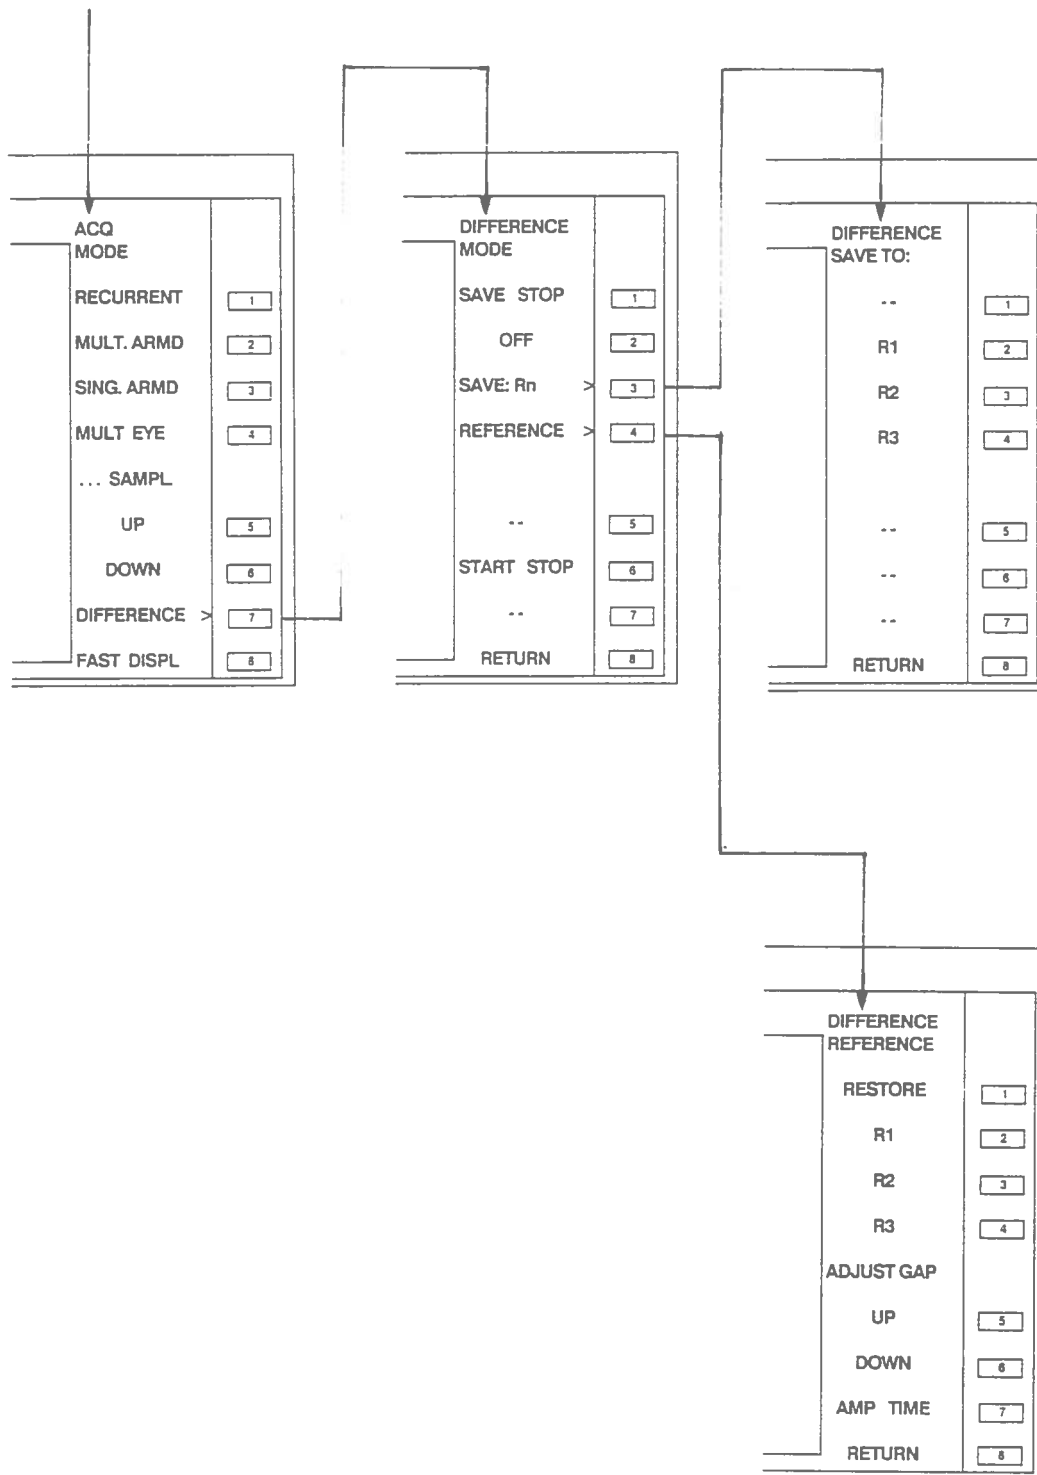 ACQ
MODE
RECURRENT 1
MULT. ARMD 2
SING. ARMD 3
MULT EYE 4
... SAMPL
UP 5
DOWN 6
DIFFERENCE > 7
FAST DISPL 8
DIFFERENCE
MODE
SAVE STOP 1
OFF 2
SAVE: Rn > 3
REFERENCE > 4
-- 5
START STOP 6
-- 7
RETURN 8
DIFFERENCE
SAVE TO:
-- 1
R1 2
R2 3
R3 4
-- 5
-- 6
-- 7
RETURN 8
DIFFERENCE
REFERENCE
RESTORE 1
R1 2
R2 3
R3 4
ADJUST GAP
UP 5
DOWN 6
AMP TIME 7
RETURN 8